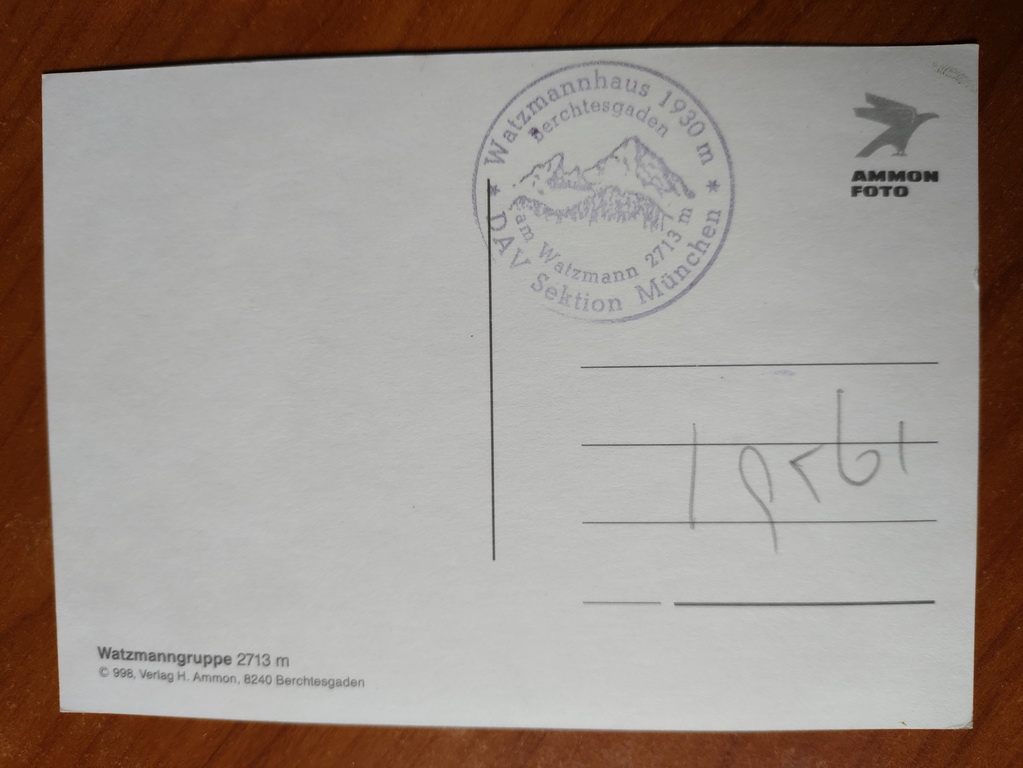 Watzmannhaus 1930 m
Berchtesgaden
am Watzmann 2713 m
* DAV Sektion München *
AMMON
FOTO
Watzmanngruppe 2713 m
© 998, Verlag H. Ammon, 8240 Berchtesgaden